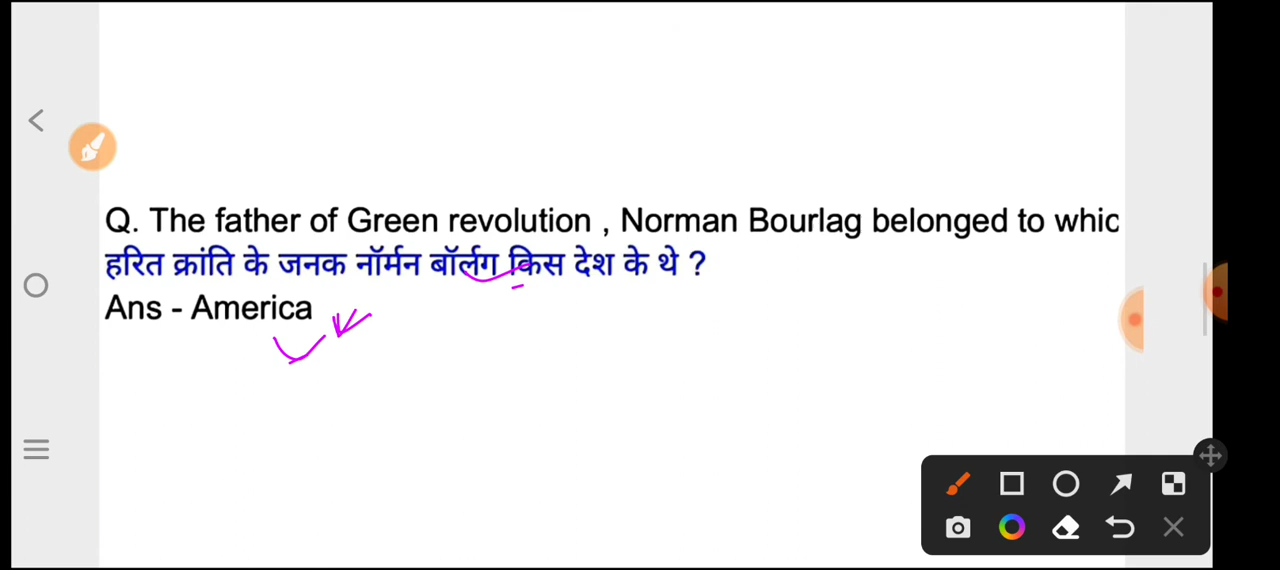 Q. The father of Green revolution , Norman Bourlag belonged to whic
हरित क्रांति के जनक नॉर्मन बॉर्लग किस देश के थे ?
Ans - America